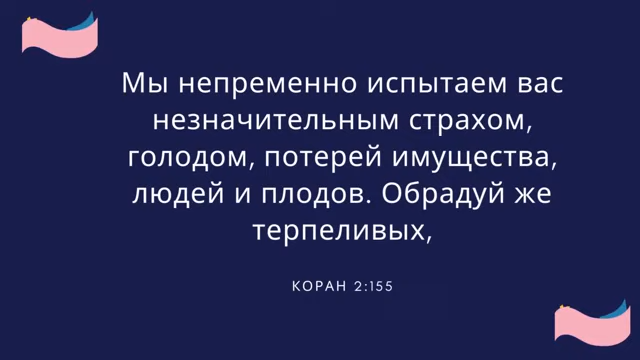 Мы непременно испытаем вас
незначительным страхом,
голодом, потерей имущества,
людей и плодов. Обрадуй же
терпеливых,
КОРАН 2:155